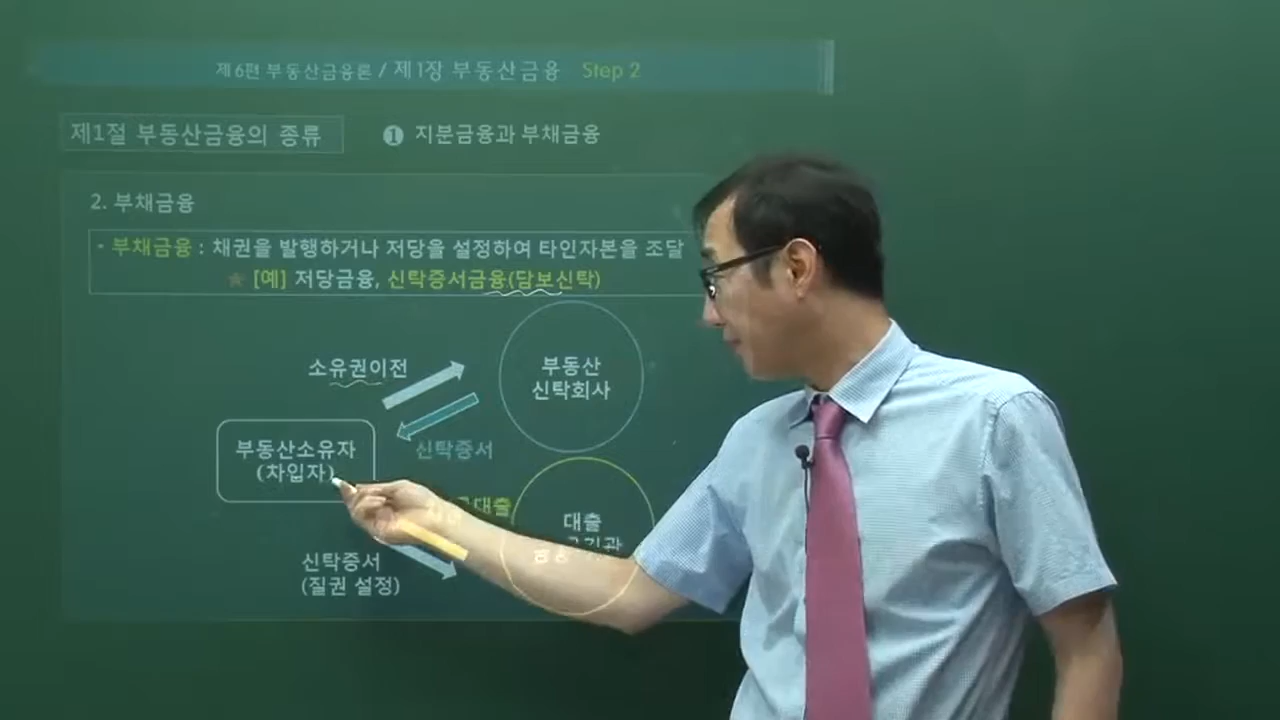 제6편 부동산금융론 / 제1장 부동산금융 Step 2
제1절 부동산금융의 종류
❶ 지분금융과 부채금융
2. 부채금융
- 부채금융 : 채권을 발행하거나 저당을 설정하여 타인자본을 조달
★ [예] 저당금융, 신탁증서금융(담보신탁)
소유권이전
부동산
신탁회사
신탁증서
부동산소유자
(차입자)
대출
대출
신탁증서
(질권 설정)